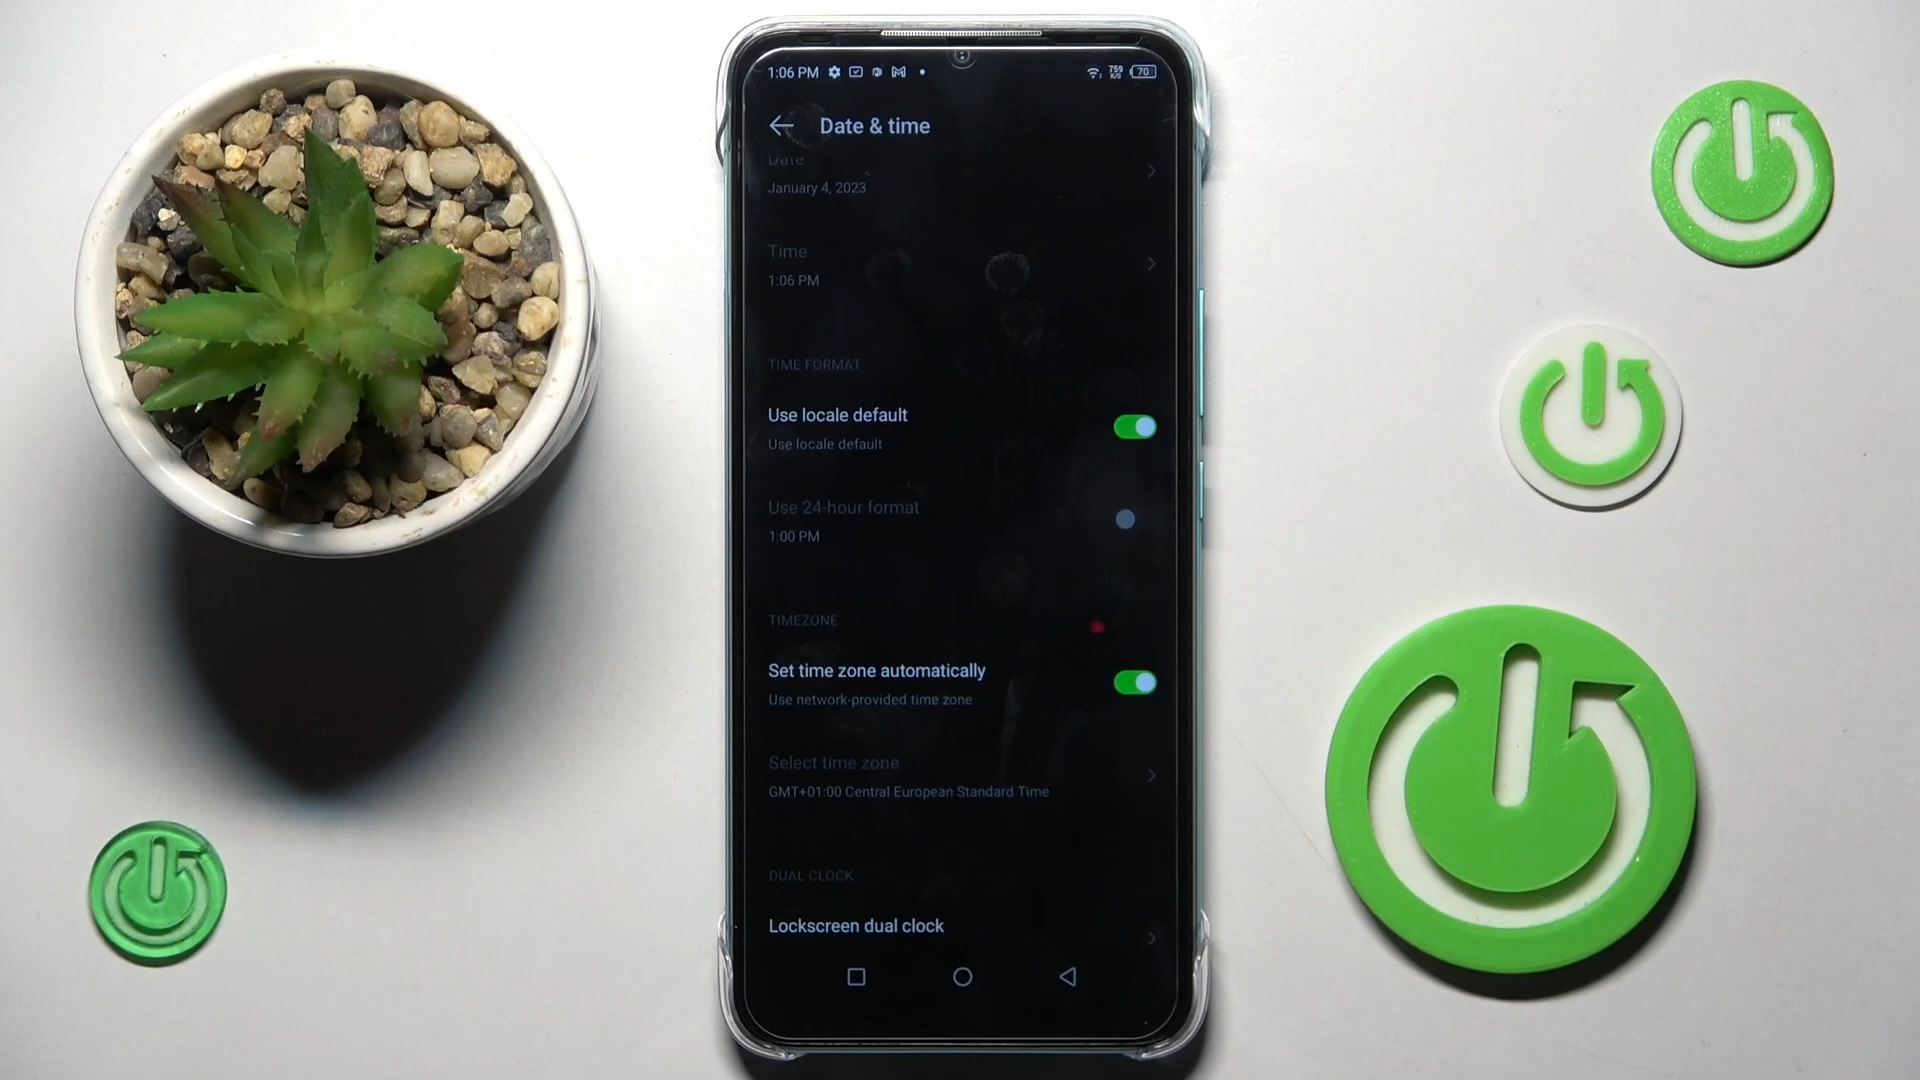 1:06 PM 759 K/S 70
Date & time
Date
January 4, 2023
Time
1:06 PM
TIME FORMAT
Use locale default
Use locale default
Use 24-hour format
1:00 PM
TIMEZONE
Set time zone automatically
Use network-provided time zone
Select time zone
GMT+01:00 Central European Standard Time
DUAL CLOCK
Lockscreen dual clock